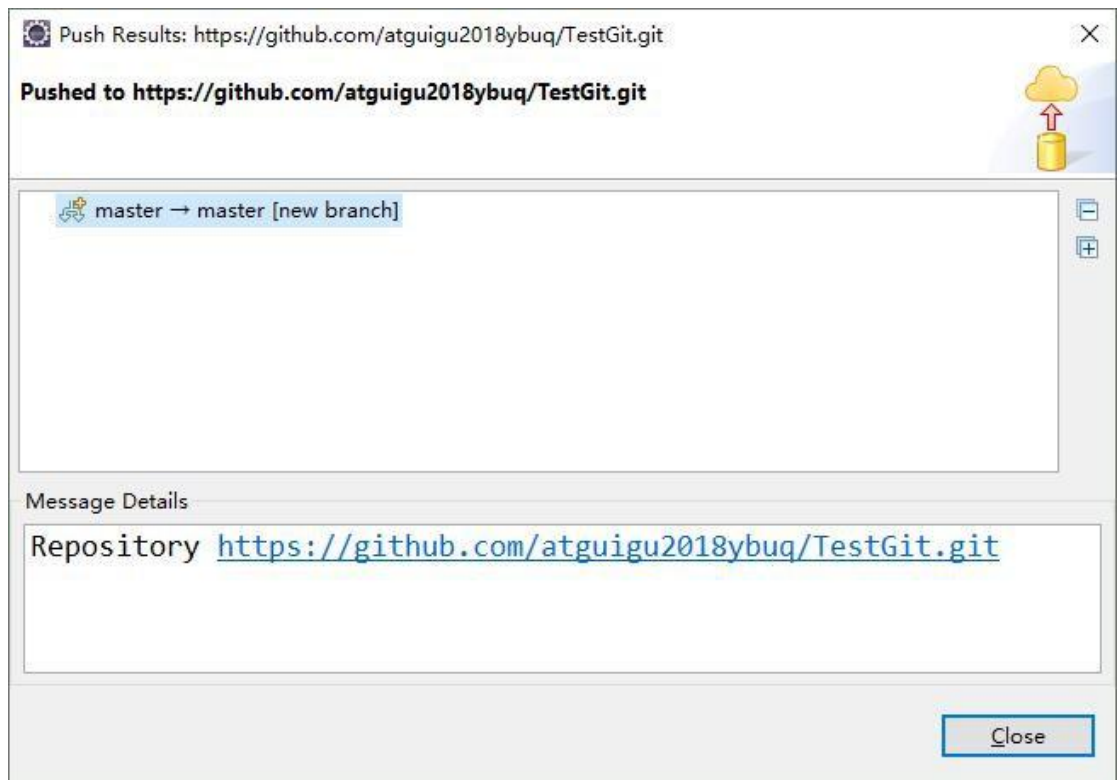 Push Results: https://github.com/atguigu2018ybuq/TestGit.git
Pushed to https://github.com/atguigu2018ybuq/TestGit.git
master → master [new branch]
Message Details
Repository https://github.com/atguigu2018ybuq/TestGit.git
Close